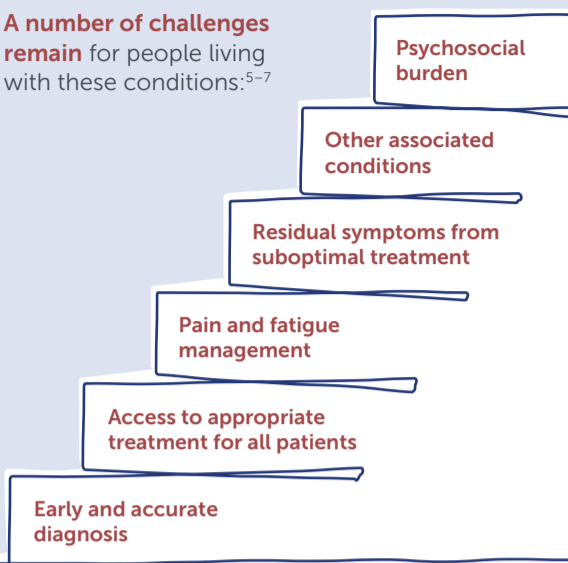 A number of challenges
remain for people living
with these conditions:⁵⁻⁷
Psychosocial
burden
Other associated
conditions
Residual symptoms from
suboptimal treatment
Pain and fatigue
management
Access to appropriate
treatment for all patients
Early and accurate
diagnosis